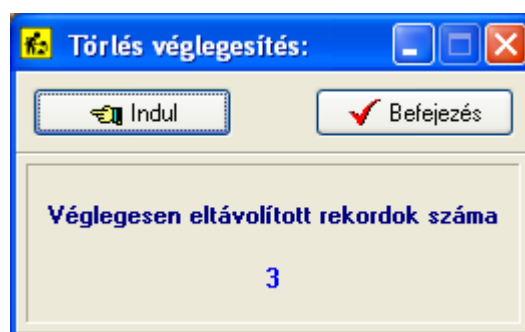 Törlés véglegesítés:
Indul
Befejezés
Véglegesen eltávolított rekordok száma
3